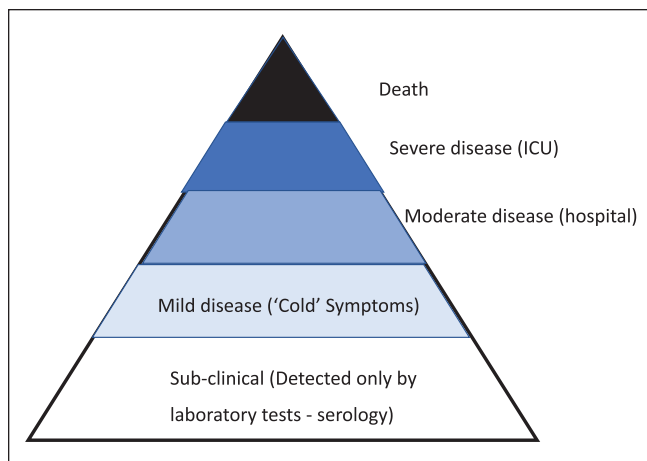 Death
Severe disease (ICU)
Moderate disease (hospital)
Mild disease (‘Cold’ Symptoms)
Sub-clinical (Detected only by
laboratory tests - serology)